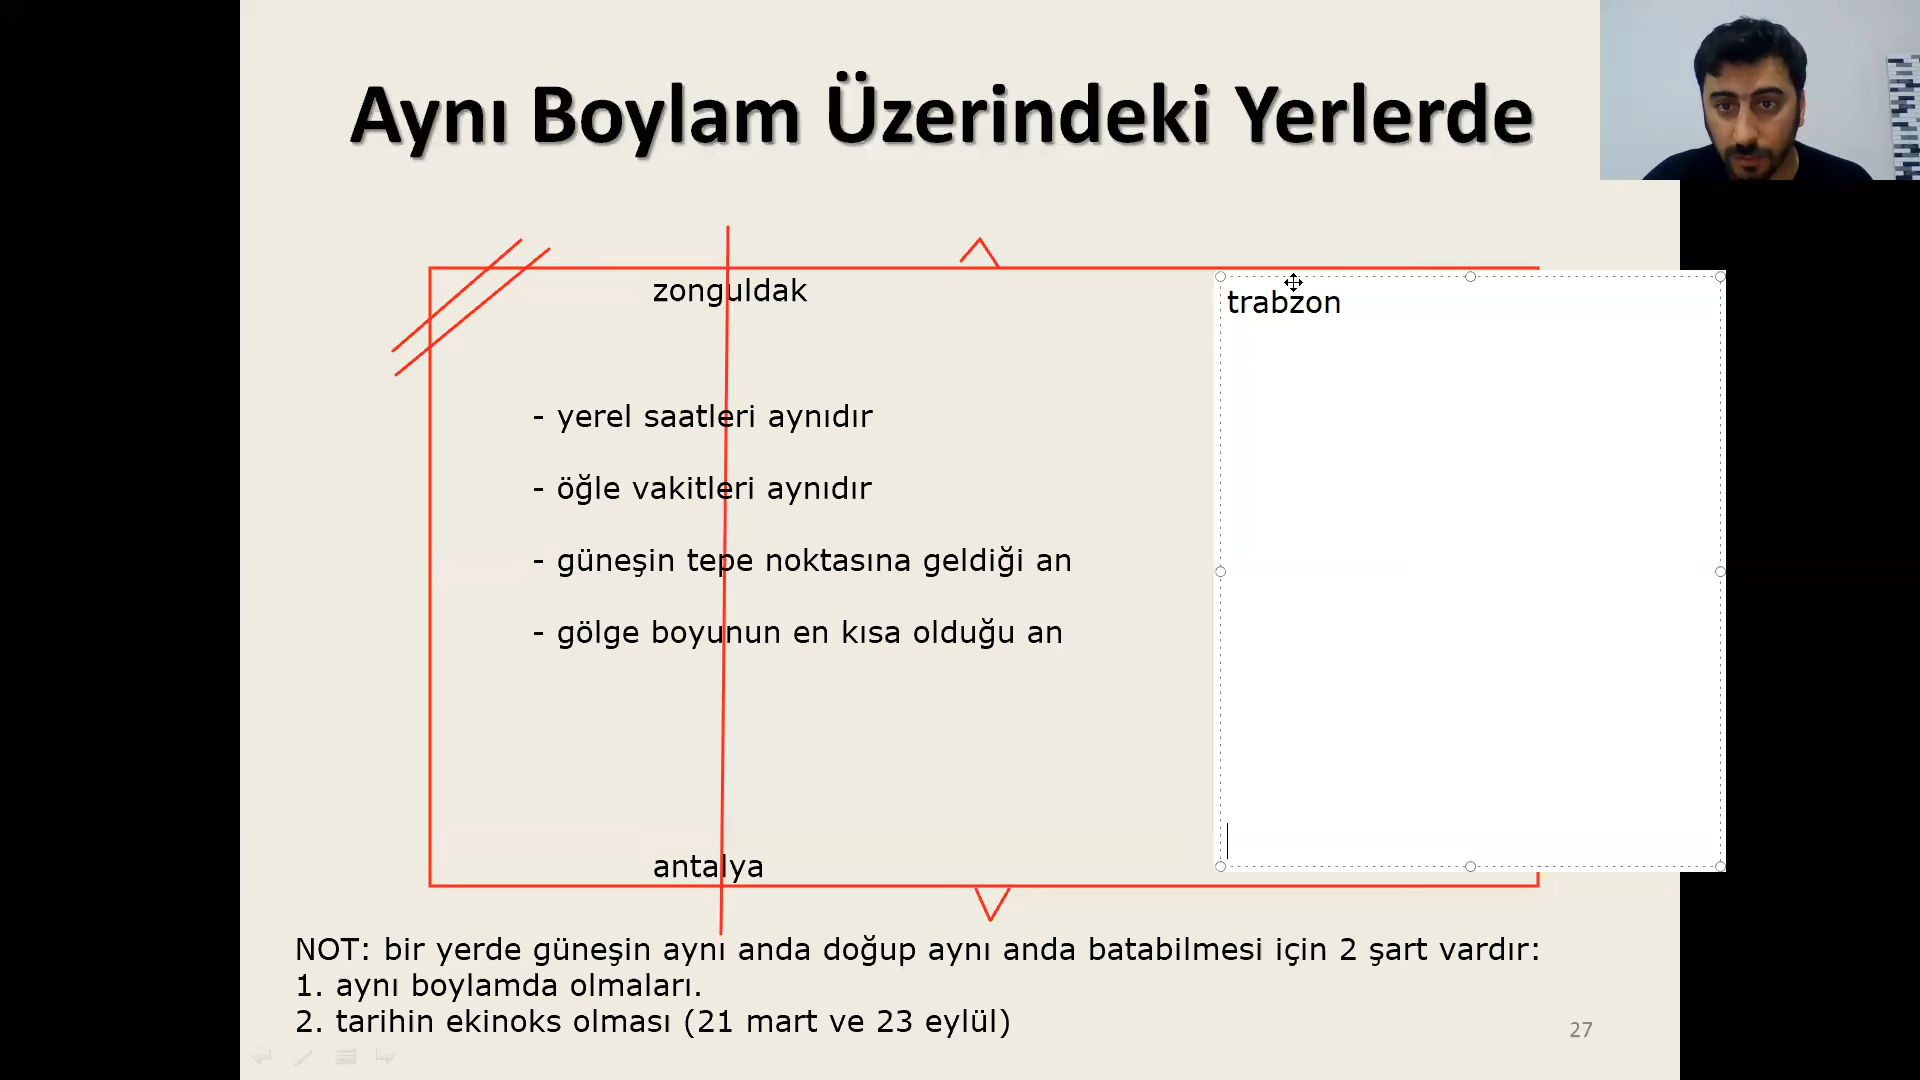 Aynı Boylam Üzerindeki Yerlerde
zonguldak
trabzon
- yerel saatleri aynıdır
- öğle vakitleri aynıdır
- güneşin tepe noktasına geldiği an
- gölge boyunun en kısa olduğu an
antalya
NOT: bir yerde güneşin aynı anda doğup aynı anda batabilmesi için 2 şart vardır:
1. aynı boylamda olmaları.
2. tarihin ekinoks olması (21 mart ve 23 eylül)
27